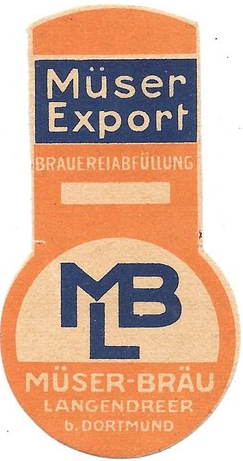 Müser
Export
BRAUEREIABFÜLLUNG
MLB
MÜSER-BRÄU
LANGENDREER
b. DORTMUND